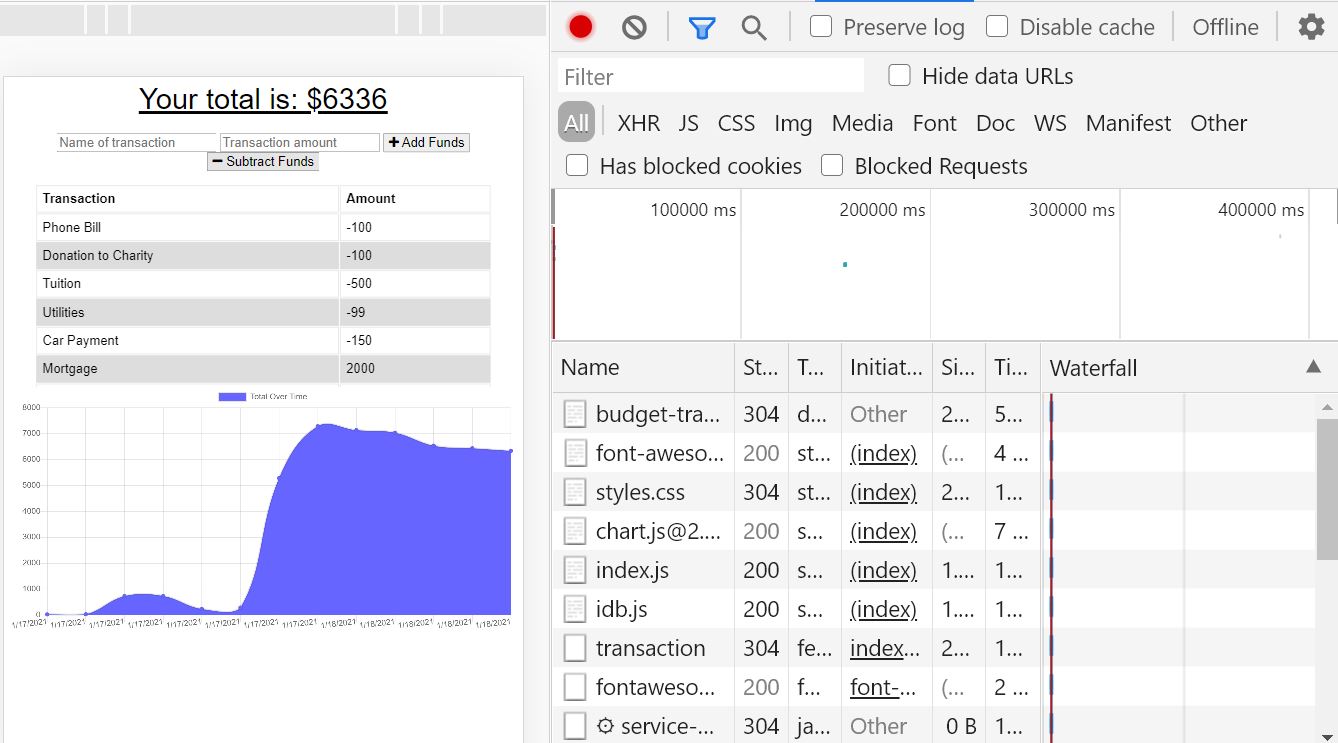 Your total is: $6336
Name of transaction Transaction amount Add Funds
Subtract Funds
Transaction Amount
Phone Bill -100
Donation to Charity -100
Tuition -500
Utilities -99
Car Payment -150
Mortgage 2000
Total Over Time
8000
7000
6000
5000
4000
3000
2000
1000
0
1/17/2021 1/17/2021 1/17/2021 1/17/2021 1/17/2021 1/17/2021 1/17/2021 1/17/2021 1/18/2021 1/18/2021 1/18/2021 1/18/2021 1/18/2021
Preserve log Disable cache Offline
Filter Hide data URLs
All XHR JS CSS Img Media Font Doc WS Manifest Other
Has blocked cookies Blocked Requests
100000 ms 200000 ms 300000 ms 400000 ms
Name St... T... Initiat... Si... Ti... Waterfall
budget-tra... 304 d... Other 2... 5...
font-aweso... 200 st... (index) (... 4 ...
styles.css 304 st... (index) 2... 1...
chart.js@2.... 200 s... (index) (... 7 ...
index.js 200 s... (index) 1.... 1...
idb.js 200 s... (index) 1.... 1...
transaction 304 fe... index... 2... 1...
fontaweso... 200 f... font-... (... 2 ...
service-... 304 ja... Other 0 B 1...